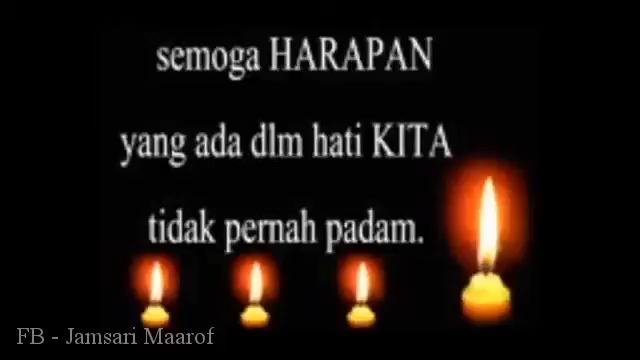 semoga HARAPAN
yang ada dlm hati KITA
tidak pernah padam.
FB - Jamsari Maarof